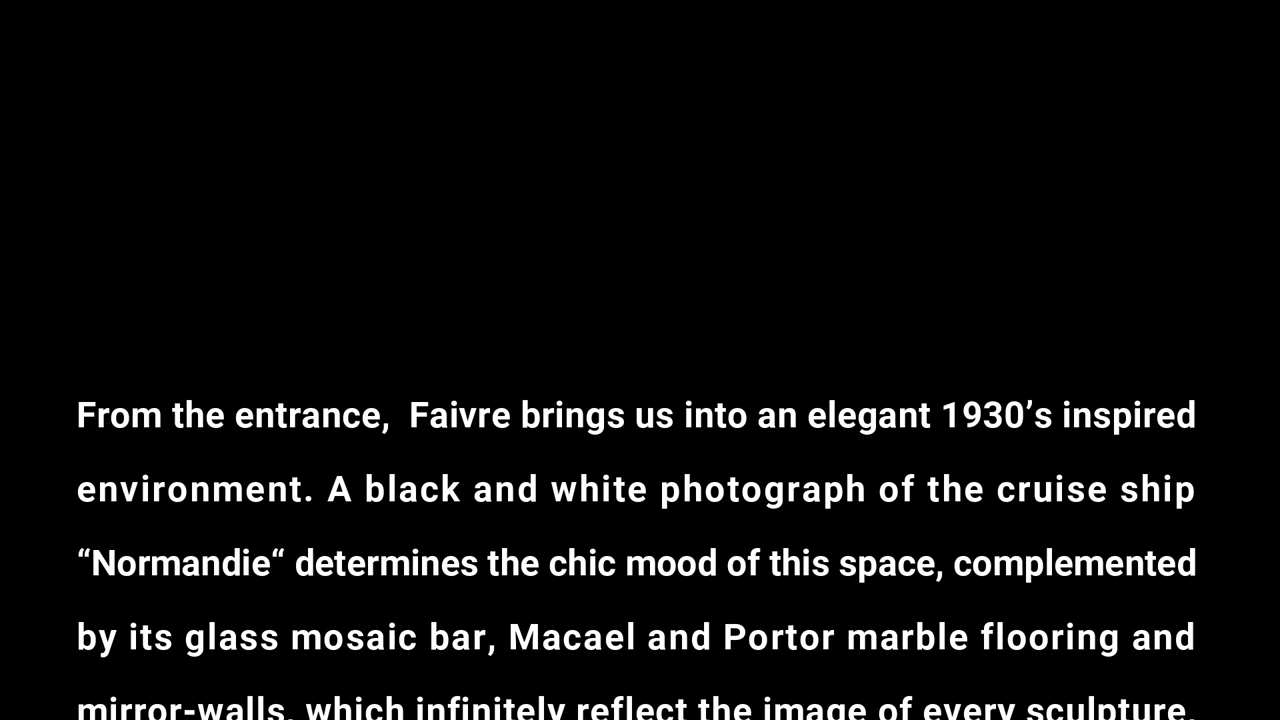 From the entrance,  Faivre brings us into an elegant 1930’s inspired
environment. A black and white photograph of the cruise ship
“Normandie“ determines the chic mood of this space, complemented
by its glass mosaic bar, Macael and Portor marble flooring and
mirror-walls, which infinitely reflect the image of every sculpture,